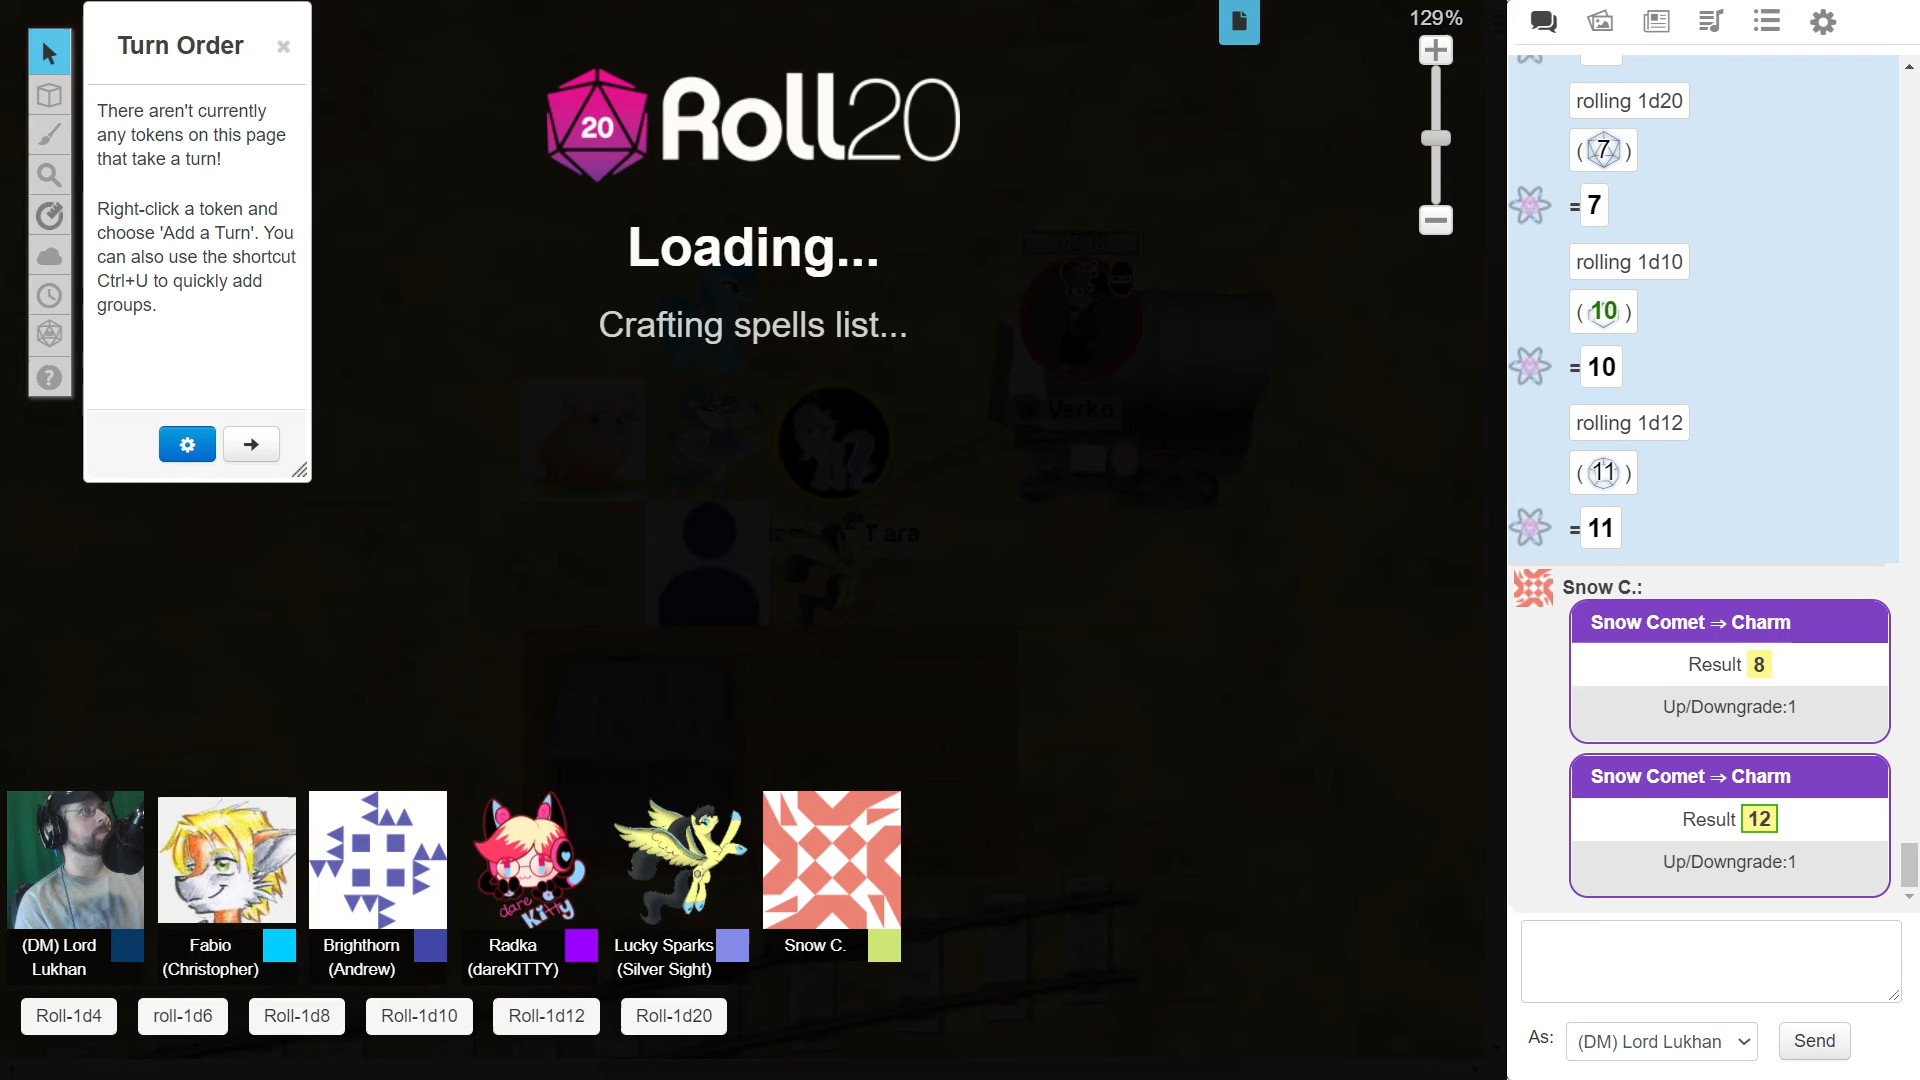 Turn Order
There aren't currently
any tokens on this page
that take a turn!
Right-click a token and
choose 'Add a Turn'. You
can also use the shortcut
Ctrl+U to quickly add
groups.
20
Roll20
Loading...
Crafting spells list...
129%
Verko
(DM) Lord
Lukhan
Fabio
(Christopher)
Brighthorn
(Andrew)
dare
Kitty
Radka
(dareKITTY)
Lucky Sparks
(Silver Sight)
Snow C.
Roll-1d4
roll-1d6
Roll-1d8
Roll-1d10
Roll-1d12
Roll-1d20
rolling 1d20
(7)
=7
rolling 1d10
(10)
=10
rolling 1d12
(11)
=11
Snow C.:
Snow Comet ⇒ Charm
Result 8
Up/Downgrade:1
Snow Comet ⇒ Charm
Result 12
Up/Downgrade:1
As:
(DM) Lord Lukhan
Send